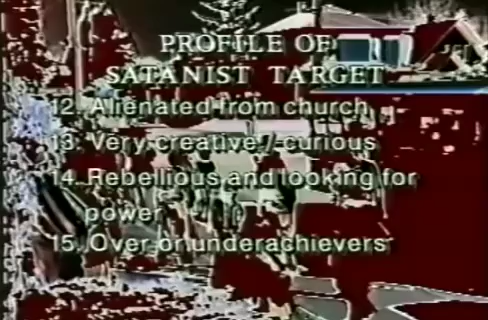 PROFILE OF
SATANIST TARGET
12. Alienated from church
13. Very creative / curious
14. Rebellious and looking for
power
15. Over or underachievers